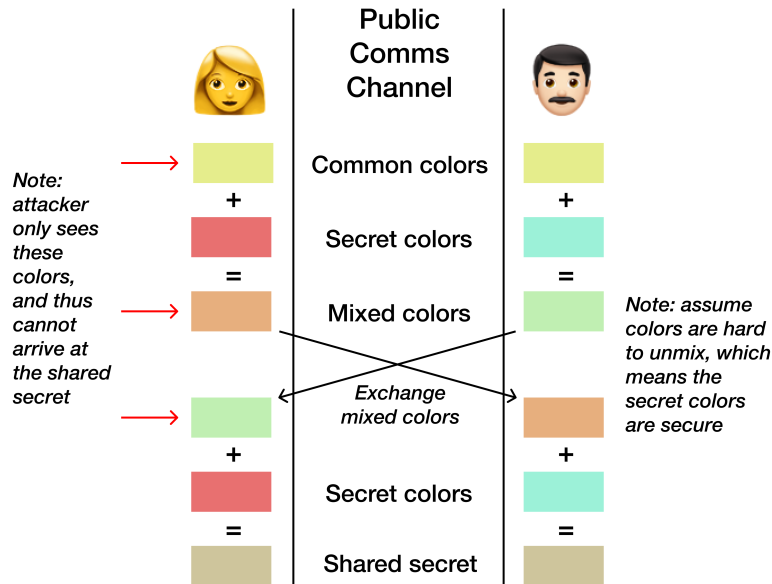 Public
Comms
Channel
Common colors
+
+
Secret colors
=
=
Mixed colors
Note:
attacker
only sees
these
colors,
and thus
cannot
arrive at
the shared
secret
Note: assume
colors are hard
to unmix, which
means the
secret colors
are secure
Exchange
mixed colors
+
+
Secret colors
=
=
Shared secret